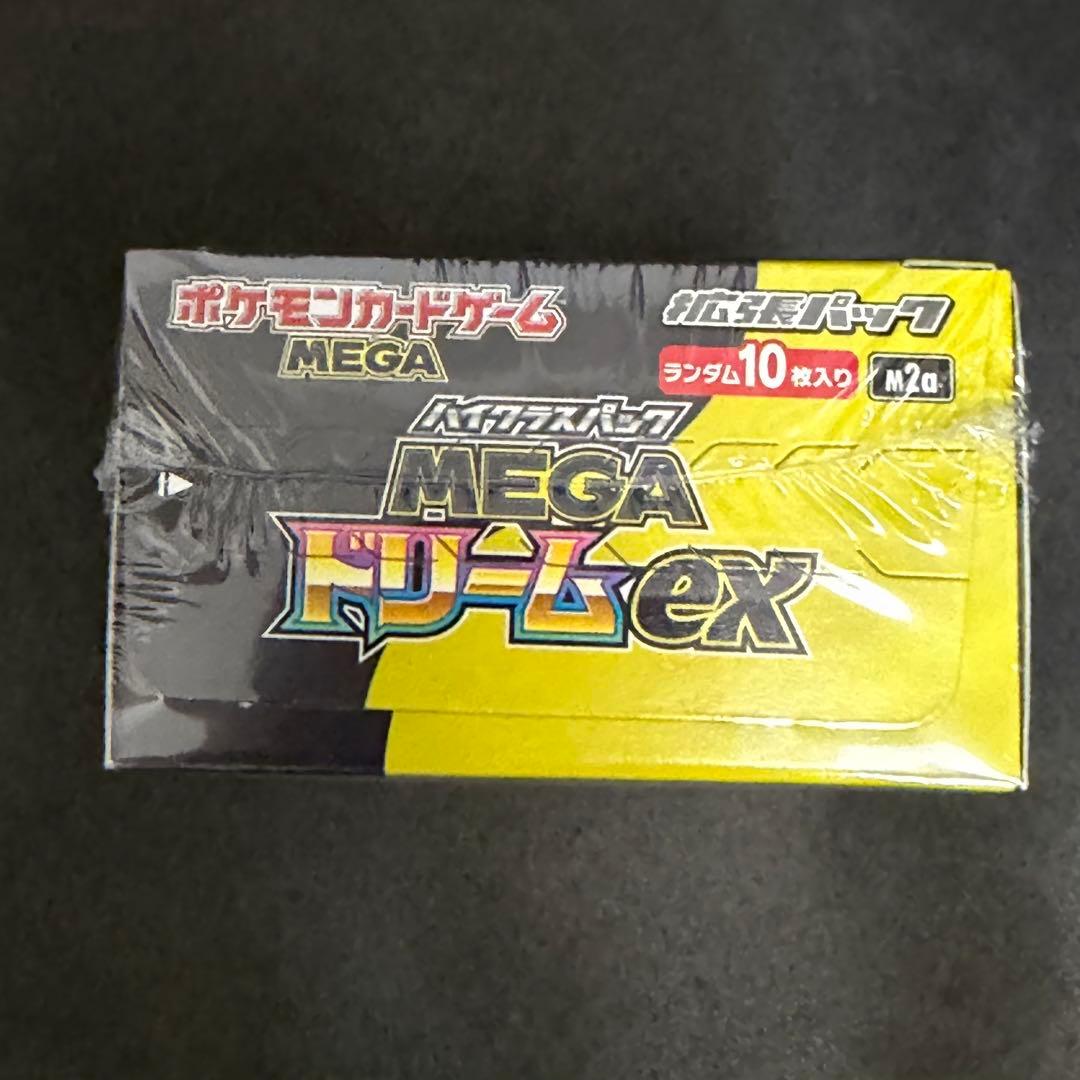 ポケモンカードゲーム
MEGA
拡張パック
ランダム10枚入り
M2a
ハイクラスパック
MEGA
ドリームex